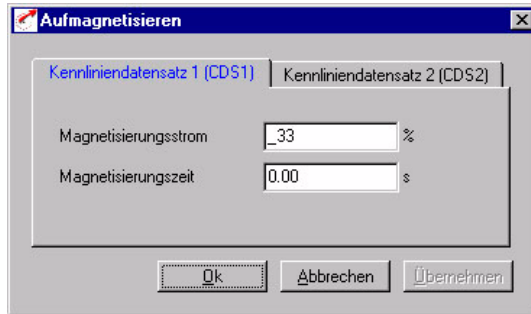 Aufmagnetisieren
Kennliniendatensatz 1 (CDS1) Kennliniendatensatz 2 (CDS2)
Magnetisierungsstrom _33 %
Magnetisierungszeit 0.00 s
Ok Abbrechen Übernehmen